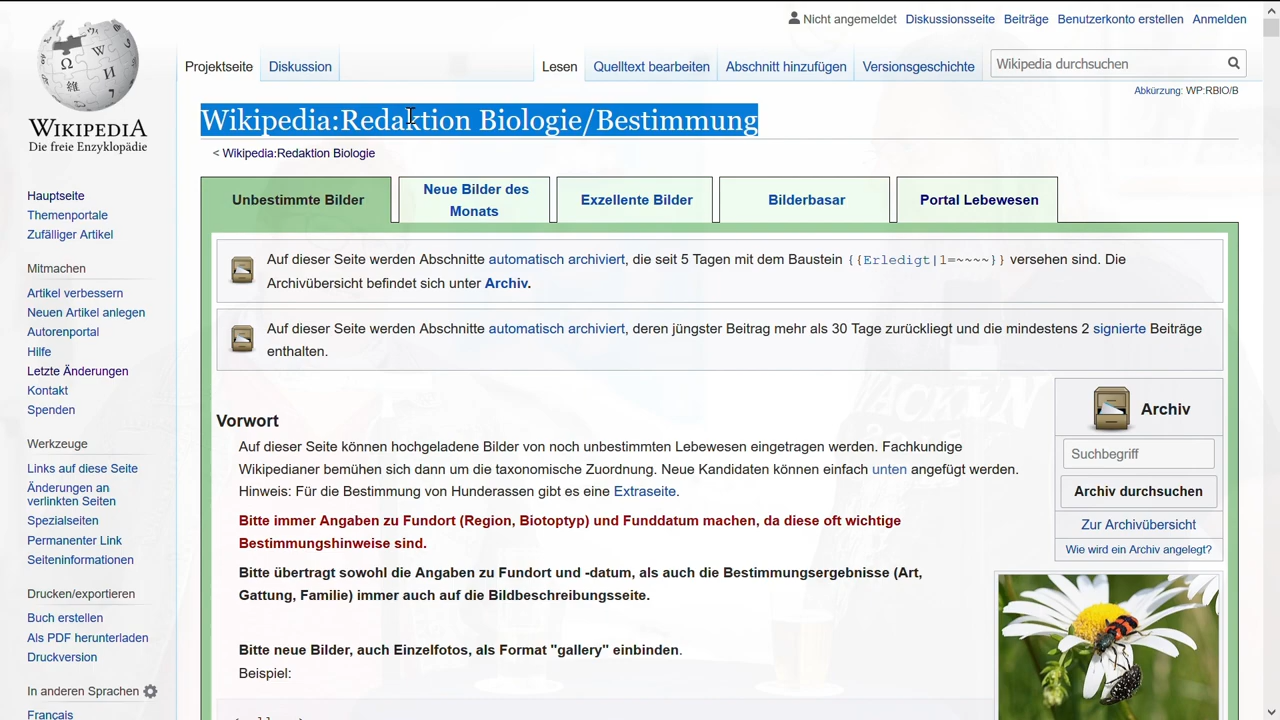 Nicht angemeldet Diskussionsseite Beiträge Benutzerkonto erstellen Anmelden
Projektseite Diskussion Lesen Quelltext bearbeiten Abschnitt hinzufügen Versionsgeschichte Wikipedia durchsuchen
Abkürzung: WP:RBIO/B
WIKIPEDIA
Die freie Enzyklopädie
Hauptseite
Themenportale
Zufälliger Artikel
Mitmachen
Artikel verbessern
Neuen Artikel anlegen
Autorenportal
Hilfe
Letzte Änderungen
Kontakt
Spenden
Werkzeuge
Links auf diese Seite
Änderungen an
verlinkten Seiten
Spezialseiten
Permanenter Link
Seiteninformationen
Drucken/exportieren
Buch erstellen
Als PDF herunterladen
Druckversion
In anderen Sprachen
Français
Wikipedia:Redaktion Biologie/Bestimmung
< Wikipedia:Redaktion Biologie
Unbestimmte Bilder
Neue Bilder des
Monats
Exzellente Bilder
Bilderbasar
Portal Lebewesen
Auf dieser Seite werden Abschnitte automatisch archiviert, die seit 5 Tagen mit dem Baustein {{Erledigt|1=~~~~}} versehen sind. Die
Archivübersicht befindet sich unter Archiv.
Auf dieser Seite werden Abschnitte automatisch archiviert, deren jüngster Beitrag mehr als 30 Tage zurückliegt und die mindestens 2 signierte Beiträge
enthalten.
Vorwort
Auf dieser Seite können hochgeladene Bilder von noch unbestimmten Lebewesen eingetragen werden. Fachkundige
Wikipedianer bemühen sich dann um die taxonomische Zuordnung. Neue Kandidaten können einfach unten angefügt werden.
Hinweis: Für die Bestimmung von Hunderassen gibt es eine Extraseite.
Bitte immer Angaben zu Fundort (Region, Biotoptyp) und Funddatum machen, da diese oft wichtige
Bestimmungshinweise sind.
Bitte übertragt sowohl die Angaben zu Fundort und -datum, als auch die Bestimmungsergebnisse (Art,
Gattung, Familie) immer auch auf die Bildbeschreibungsseite.
Bitte neue Bilder, auch Einzelfotos, als Format "gallery" einbinden.
Beispiel:
Archiv
Suchbegriff
Archiv durchsuchen
Zur Archivübersicht
Wie wird ein Archiv angelegt?
WACKEN